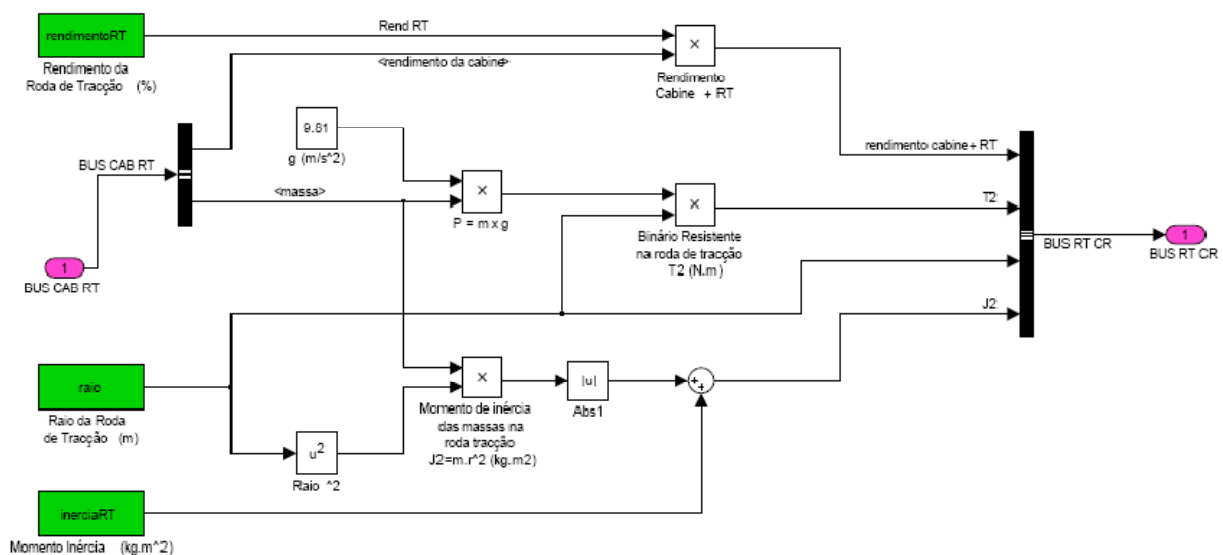 rendimentoRT
Rendimento da
Roda de Tracção (%)
Rend RT
<rendimento da cabine>
×
Rendimento
Cabine + RT
9.81
g (m/s^2)
BUS CAB RT
<massa>
×
P = m x g
×
Binário Resistente
na roda de tracção
T2 (N.m)
rendimento cabine + RT
T2
J2
BUS RT CR
1
BUS RT CR
1
BUS CAB RT
raio
Raio da Roda
de Tracção (m)
u²
Raio ^2
×
Momento de inércia
das massas na
roda tracção
J2=m.r^2 (kg.m2)
|u|
Abs1
+
+
inerciaRT
Momento Inércia (kg.m^2)